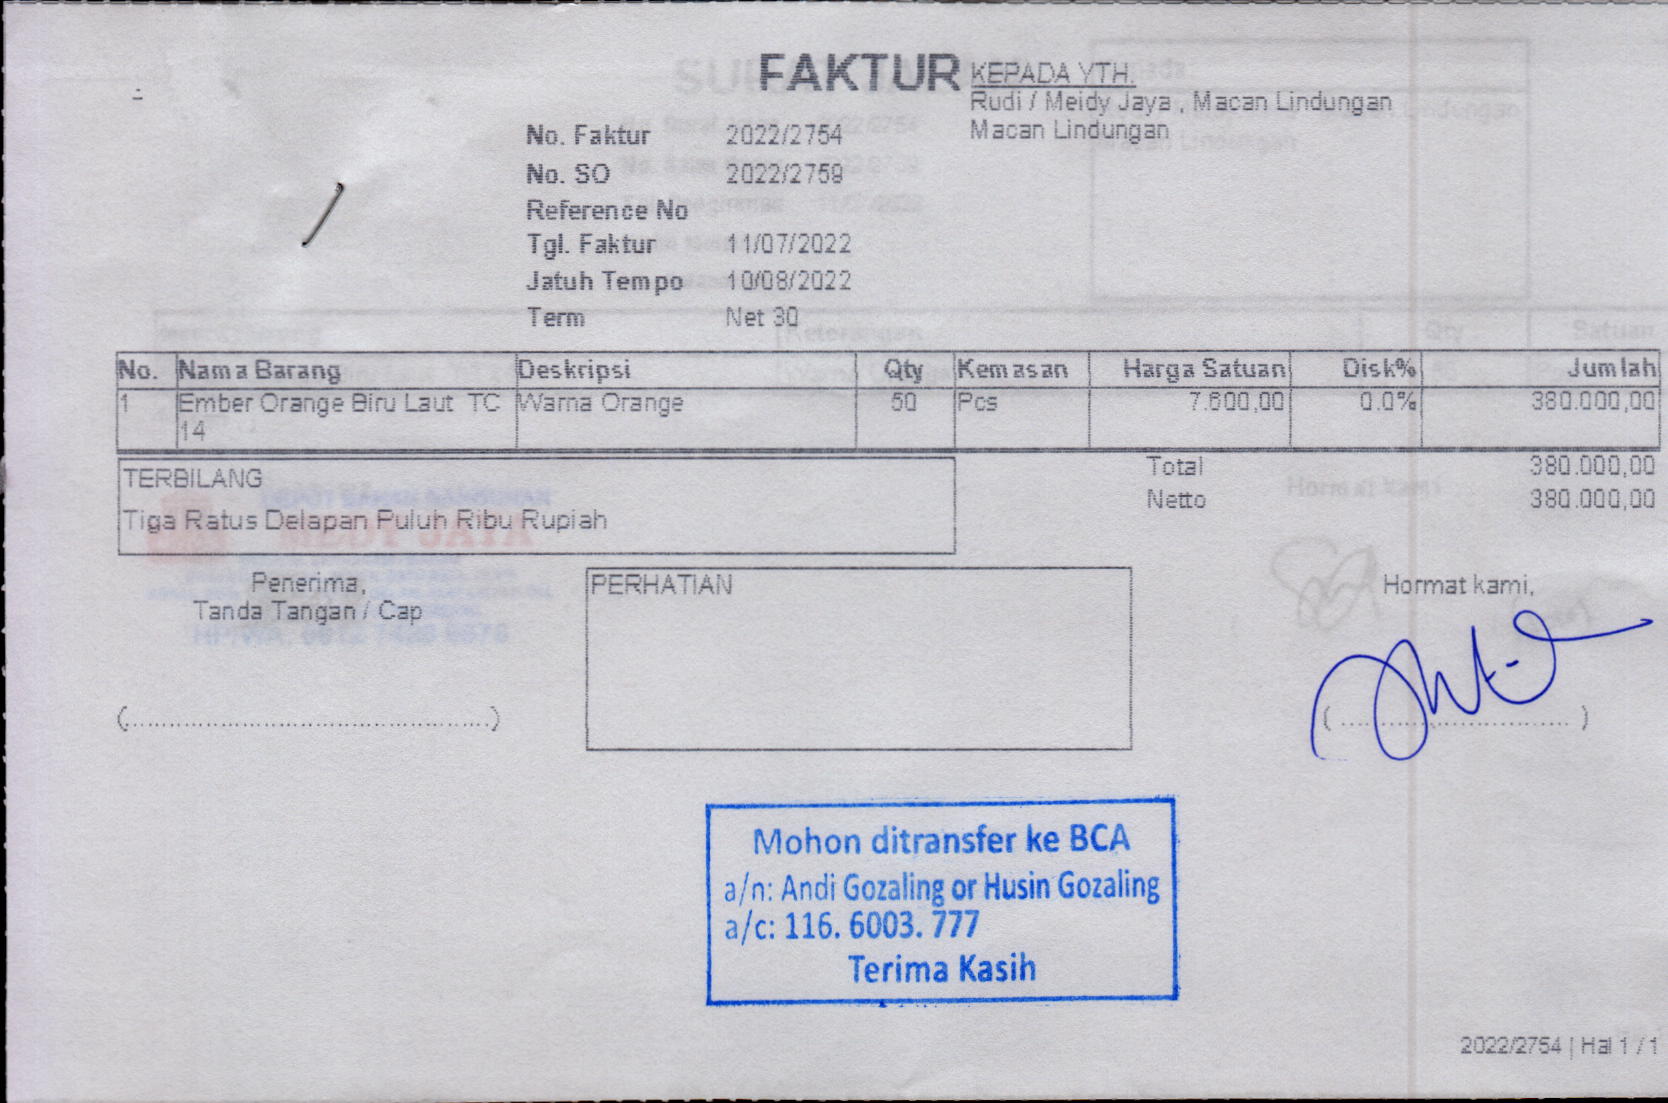 FAKTUR
KEPADA YTH.
Rudi / Meidy Jaya , Macan Lindungan
Macan Lindungan
No. Faktur 2022/2754
No. SO 2022/2759
Reference No
Tgl. Faktur 11/07/2022
Jatuh Tempo 10/08/2022
Term Net 30
No. Nama Barang Deskripsi Qty Kemasan Harga Satuan Disk% Jumlah
1 Ember Orange Biru Laut TC Warna Orange 50 Pcs 7.600,00 0.0% 380.000,00
14
TERBILANG
Tiga Ratus Delapan Puluh Ribu Rupiah
Total 380.000,00
Netto 380.000,00
Penerima,
Tanda Tangan / Cap
(..........................................)
PERHATIAN
Hormat kami,
(..........................)
Mohon ditransfer ke BCA
a/n: Andi Gozaling or Husin Gozaling
a/c: 116. 6003. 777
Terima Kasih
2022/2754 | Hal 1 / 1